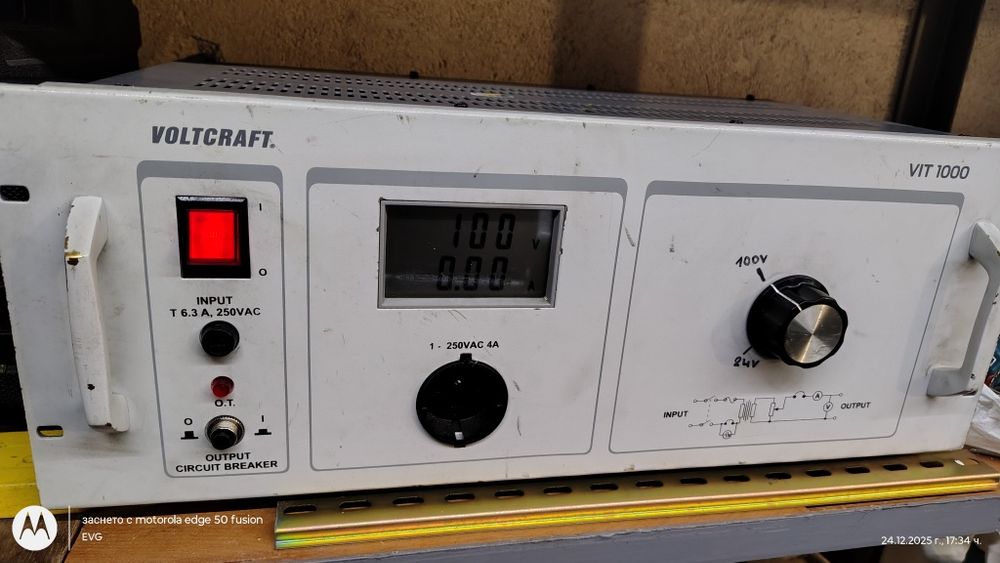 VOLTCRAFT.
VIT 1000
I
O
INPUT
T 6.3 A, 250VAC
O.T.
O
I
OUTPUT
CIRCUIT BREAKER
100 V
0.00 A
1 - 250VAC 4A
100V
24V
INPUT
A
V
OUTPUT
заснето с motorola edge 50 fusion
EVG
24.12.2025 г., 17:34 ч.